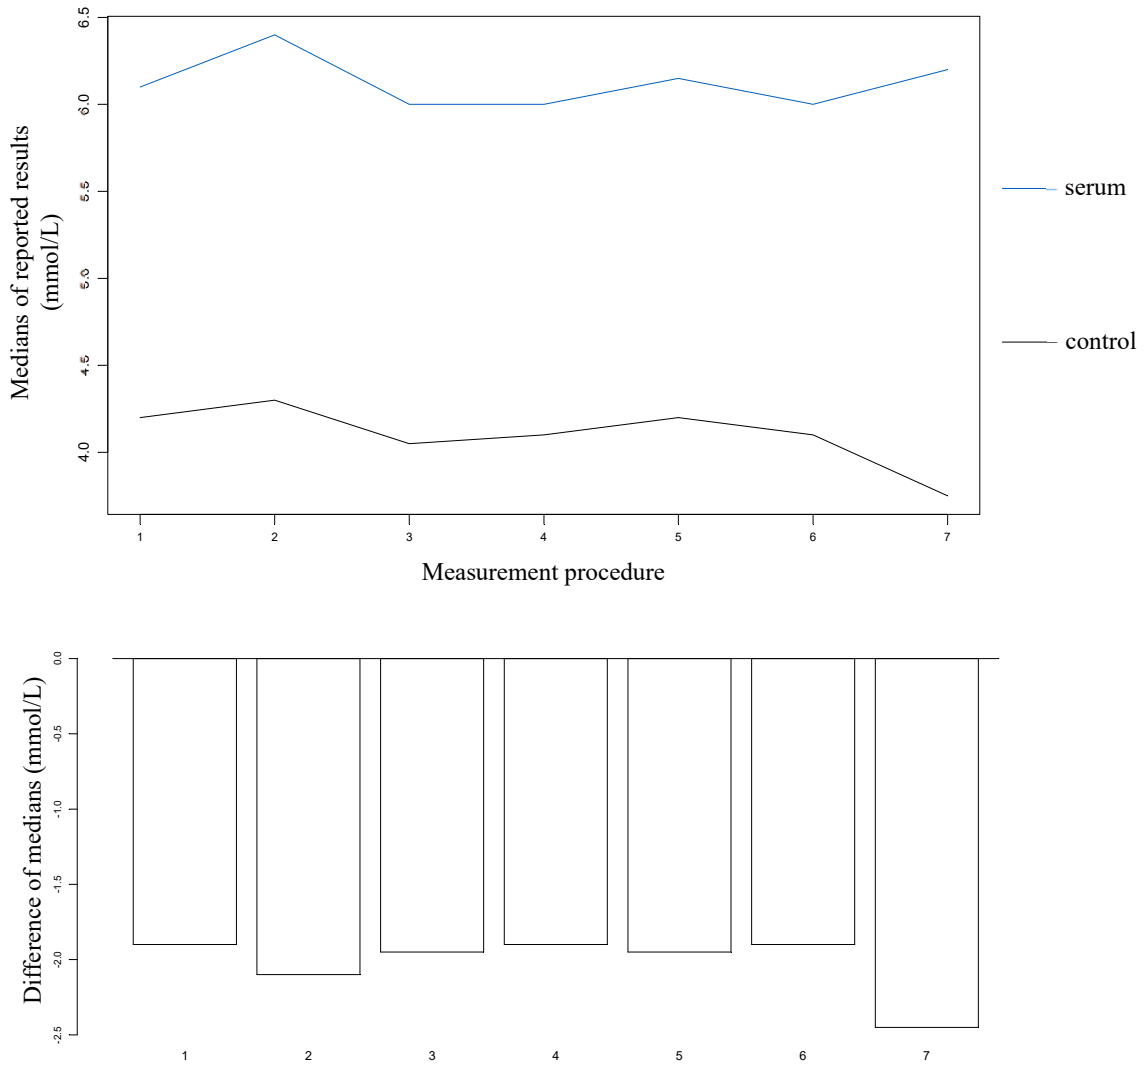 6.5
6.0
5.5
5.0
4.5
4.0
Medians of reported results
(mmol/L)
serum
control
1 2 3 4 5 6 7
Measurement procedure
0.0
-0.5
-1.0
-1.5
-2.0
-2.5
Difference of medians (mmol/L)
1 2 3 4 5 6 7